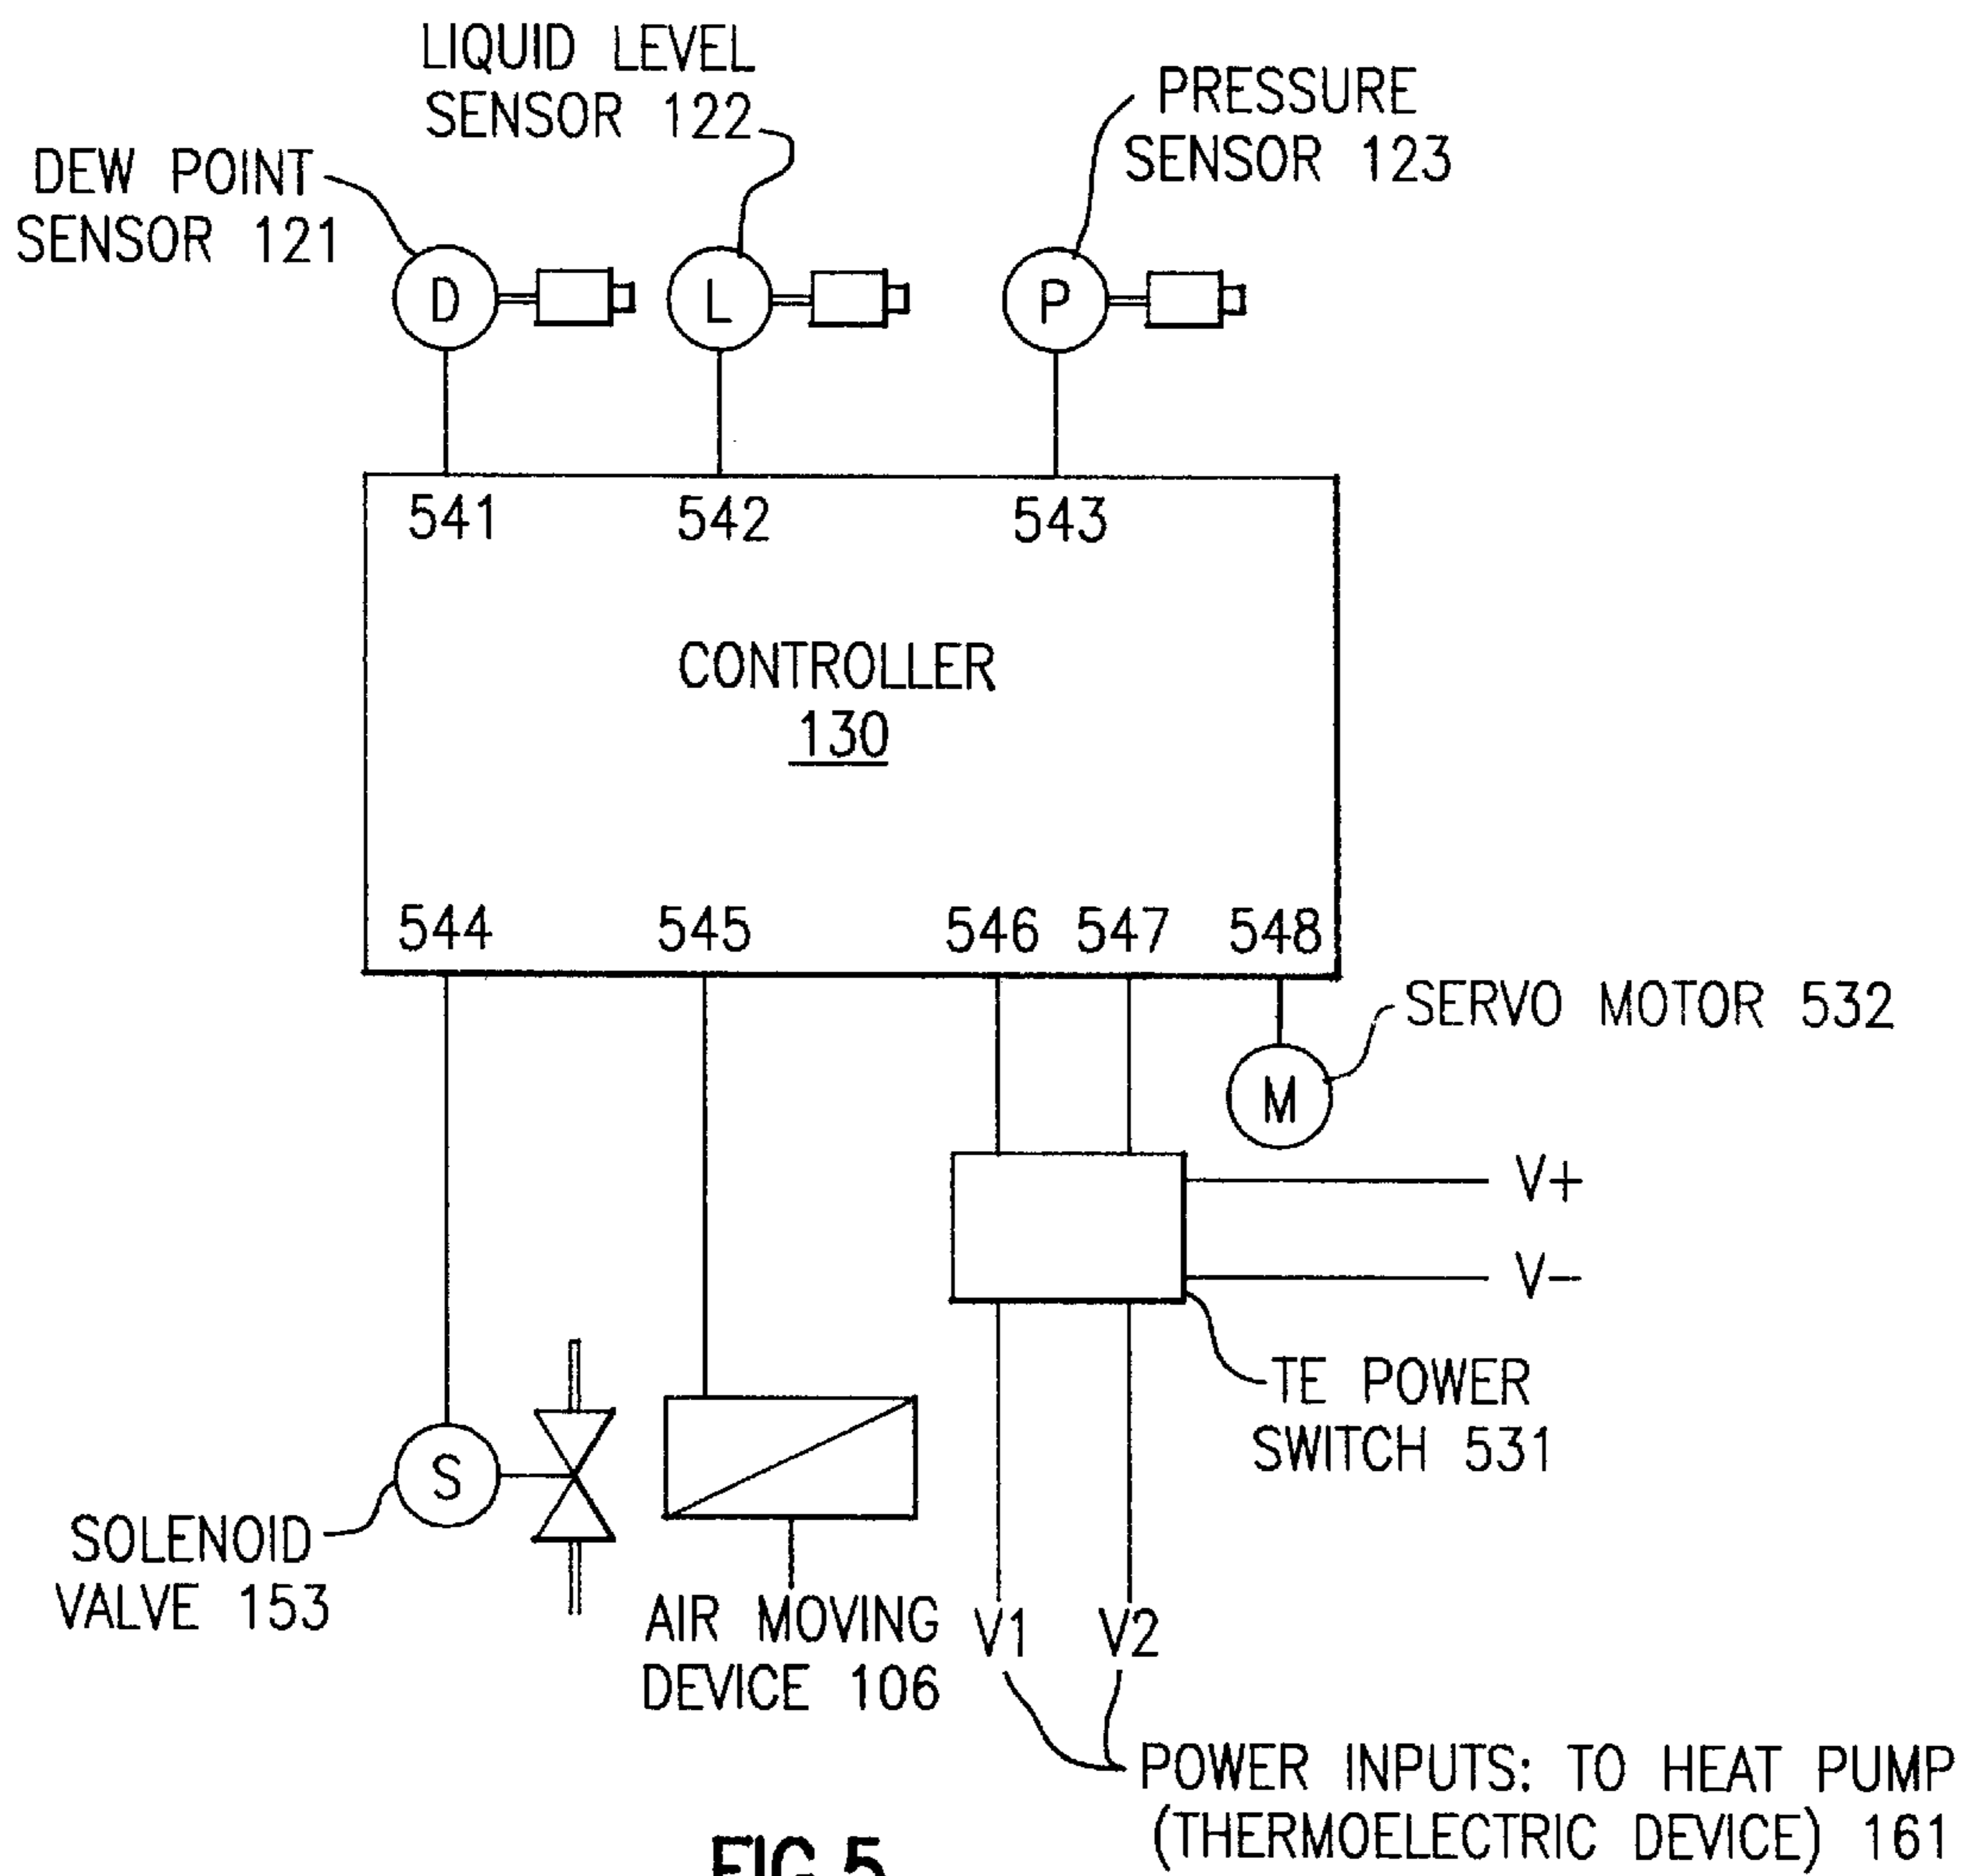 LIQUID LEVEL
SENSOR 122
PRESSURE
SENSOR 123
DEW POINT
SENSOR 121
D
L
P
541
542
543
CONTROLLER
130
544
545
546
547
548
SERVO MOTOR 532
M
V+
V-
TE POWER
SWITCH 531
S
SOLENOID
VALVE 153
AIR MOVING
DEVICE 106
V1
V2
POWER INPUTS: TO HEAT PUMP
(THERMOELECTRIC DEVICE) 161
FIG.5